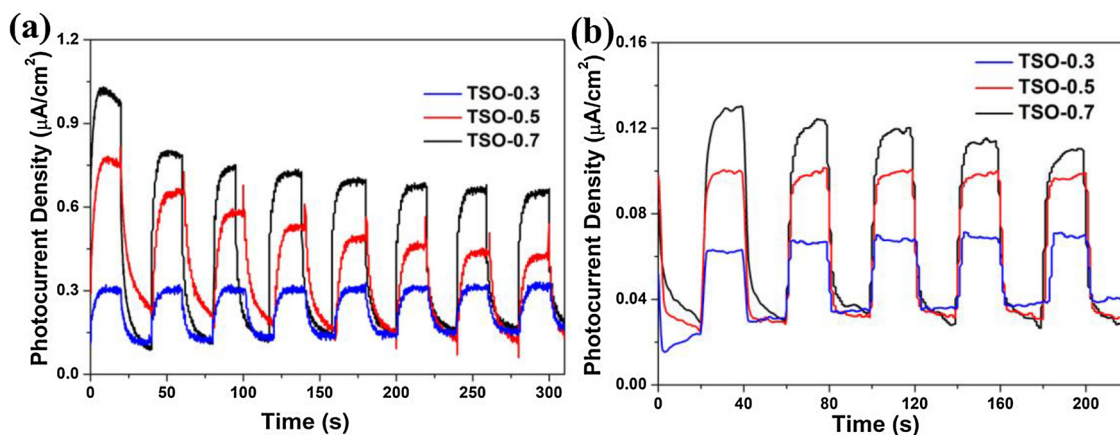 (a)
Photocurrent Density (μA/cm²)
1.2
0.9
0.6
0.3
0.0
TSO-0.3
TSO-0.5
TSO-0.7
0 50 100 150 200 250 300
Time (s)
(b)
Photocurrent Density (μA/cm²)
0.16
0.12
0.08
0.04
0.00
TSO-0.3
TSO-0.5
TSO-0.7
0 40 80 120 160 200
Time (s)